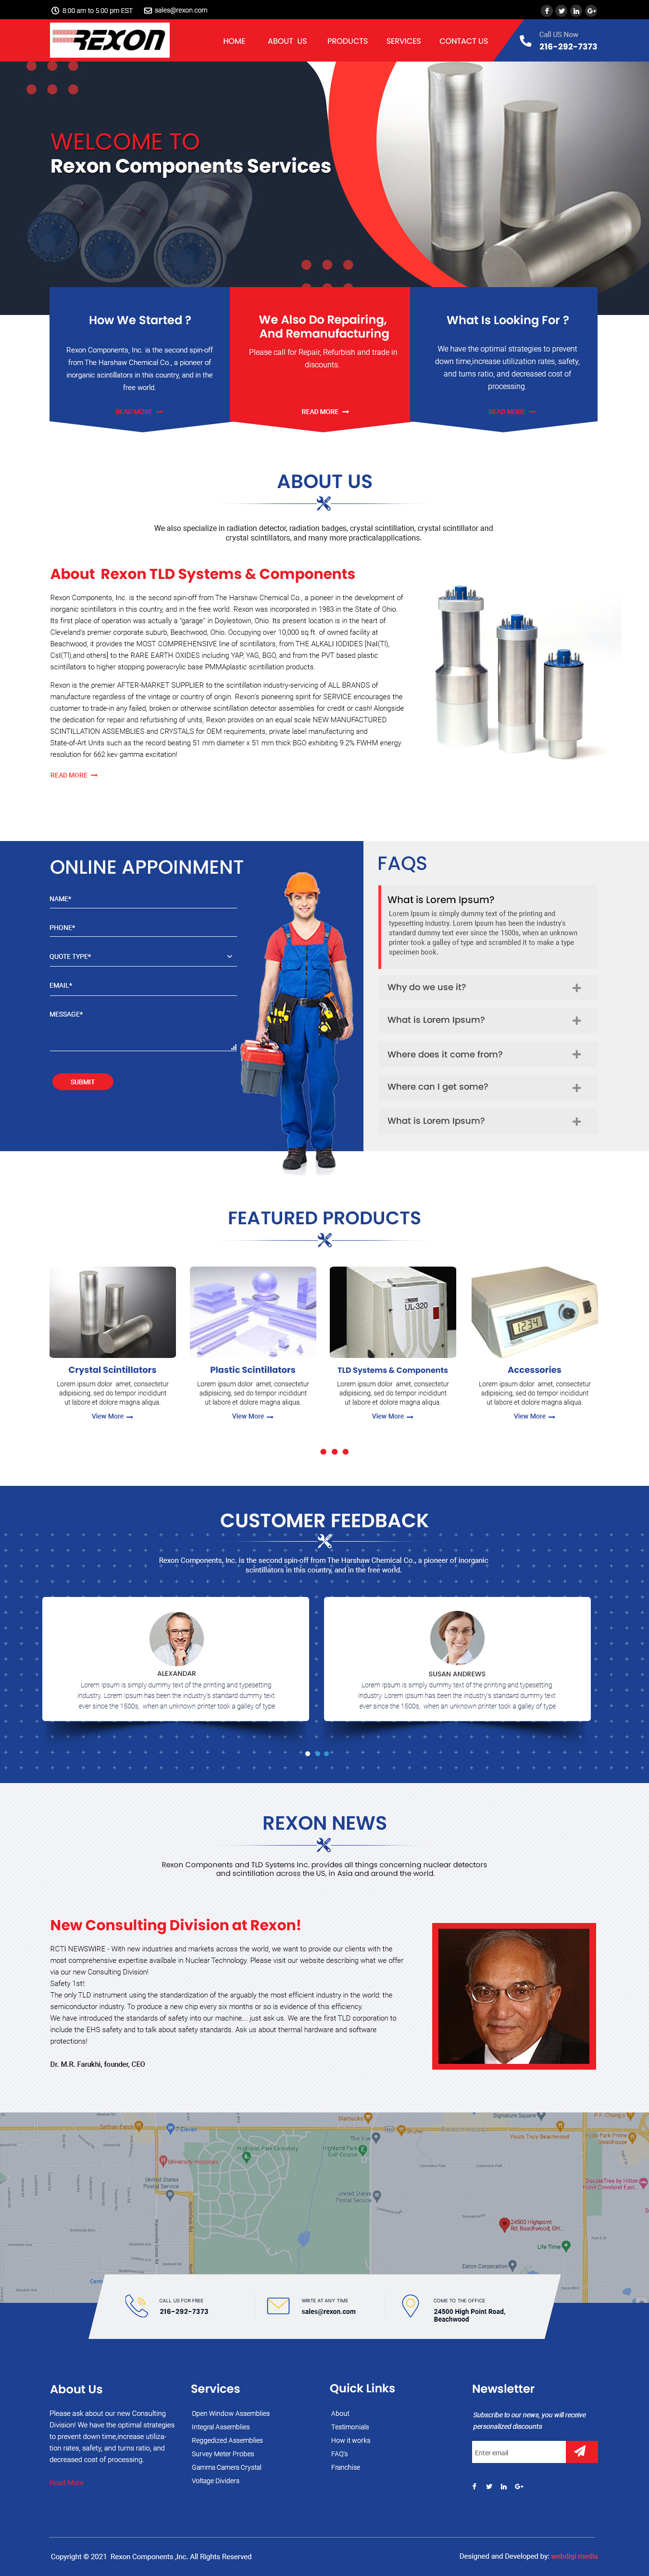 8:00 am to 5:00 pm EST
sales@rexon.com
REXON
HOME ABOUT US PRODUCTS SERVICES CONTACT US
Call US Now
216-292-7373
WELCOME TO
Rexon Components Services
How We Started ?
Rexon Components, Inc. is the second spin-off
from The Harshaw Chemical Co., a pioneer of
inorganic scintillators in this country, and in the
free world.
READ MORE
We Also Do Repairing,
And Remanufacturing
Please call for Repair, Refurbish and trade in
discounts.
READ MORE
What Is Looking For ?
We have the optimal strategies to prevent
down time,increase utilization rates, safety,
and turns ratio, and decreased cost of
processing.
READ MORE
ABOUT US
We also specialize in radiation detector, radiation badges, crystal scintillation, crystal scintillator and
crystal scintillators, and many more practicalapplications.
About Rexon TLD Systems & Components
Rexon Components, Inc. is the second spin-off from The Harshaw Chemical Co., a pioneer in the development of
inorganic scintillators in this country, and in the free world. Rexon was incorporated in 1983 in the State of Ohio.
Its first place of operation was actually a "garage" in Doylestown, Ohio. Its present location is in the heart of
Cleveland's premier corporate suburb, Beachwood, Ohio. Occupying over 10,000 sq.ft. of owned facility at
Beachwood, it provides the MOST COMPREHENSIVE line of scintillators, from THE ALKALI IODIDES [NaI(Tl),
CsI(Tl),and others] to the RARE EARTH OXIDES including YAP, YAG, BGO, and from the PVT based plastic
scintillators to higher stopping poweracrylic base PMMAplastic scintillation products.
Rexon is the premier AFTER-MARKET SUPPLIER to the scintillation industry-servicing of ALL BRANDS of
manufacture regardless of the vintage or country of origin. Rexon's pioneering spirit for SERVICE encourages the
customer to trade-in any failed, broken or otherwise scintillation detector assemblies for credit or cash! Alongside
the dedication for repair and refurbishing of units, Rexon provides on an equal scale NEW MANUFACTURED
SCINTILLATION ASSEMBLIES and CRYSTALS for OEM requirements, private label manufacturing and
State-of-Art Units such as the record beating 51 mm diameter x 51 mm thick BGO exhibiting 9.2% FWHM energy
resolution for 662 kev gamma excitation!
READ MORE
ONLINE APPOINMENT
NAME*
PHONE*
QUOTE TYPE*
EMAIL*
MESSAGE*
SUBMIT
FAQS
What is Lorem Ipsum?
Lorem Ipsum is simply dummy text of the printing and
typesetting industry. Lorem Ipsum has been the industry's
standard dummy text ever since the 1500s, when an unknown
printer took a galley of type and scrambled it to make a type
specimen book.
Why do we use it?
What is Lorem Ipsum?
Where does it come from?
Where can I get some?
What is Lorem Ipsum?
FEATURED PRODUCTS
UL-320
1234
Crystal Scintillators
Lorem ipsum dolor amet, consectetur
adipisicing, sed do tempor incididunt
ut labore et dolore magna aliqua.
View More
Plastic Scintillators
Lorem ipsum dolor amet, consectetur
adipisicing, sed do tempor incididunt
ut labore et dolore magna aliqua.
View More
TLD Systems & Components
Lorem ipsum dolor amet, consectetur
adipisicing, sed do tempor incididunt
ut labore et dolore magna aliqua.
View More
Accessories
Lorem ipsum dolor amet, consectetur
adipisicing, sed do tempor incididunt
ut labore et dolore magna aliqua.
View More
CUSTOMER FEEDBACK
Rexon Components, Inc. is the second spin-off from The Harshaw Chemical Co., a pioneer of inorganic
scintillators in this country, and in the free world.
ALEXANDAR
Lorem Ipsum is simply dummy text of the printing and typesetting
industry. Lorem Ipsum has been the industry's standard dummy text
ever since the 1500s, when an unknown printer took a galley of type
SUSAN ANDREWS
Lorem Ipsum is simply dummy text of the printing and typesetting
industry. Lorem Ipsum has been the industry's standard dummy text
ever since the 1500s, when an unknown printer took a galley of type
REXON NEWS
Rexon Components and TLD Systems Inc. provides all things concerning nuclear detectors
and scintillation across the US, in Asia and around the world.
New Consulting Division at Rexon!
RCTI NEWSWIRE - With new industries and markets across the world, we want to provide our clients with the
most comprehensive expertise availbale in Nuclear Technology. Please visit our website describing what we offer
via our new Consulting Division!
Safety 1st!:
The only TLD instrument using the standardization of the arguably the most efficient industry in the world: the
semiconductor industry. To produce a new chip every six months or so is evidence of this efficiency.
We have introduced the standards of safety into our machine... just ask us. We are the first TLD corporation to
include the EHS safety and to talk about safety standards. Ask us about thermal hardware and software
protections!
Dr. M.R. Farukhi, founder, CEO
Starbucks
Signature Square
P.F. Chang's
7-Eleven
The Vue
Yours Truly Beachwood
Highland Park Cemetery
Highland Park
Golf Course
University Hospitals
United States
Postal Service
United States
Postal Service
DoubleTree by Hilton
Hotel Cleveland East...
24500 Highpoint
Rd, Beachwood, OH...
Life Time
Eaton Corporation
CALL US FOR FREE
216-292-7373
WRITE AT ANY TIME
sales@rexon.com
COME TO THE OFFICE
24500 High Point Road,
Beachwood
About Us
Please ask about our new Consulting
Division! We have the optimal strategies
to prevent down time,increase utiliza-
tion rates, safety, and turns ratio, and
decreased cost of processing.
Read More
Services
Open Window Assemblies
Integral Assemblies
Reggedized Assemblies
Survey Meter Probes
Gamma Camera Crystal
Voltage Dividers
Quick Links
About
Testimonials
How it works
FAQ's
Franchise
Newsletter
Subscribe to our news, you will receive
personalized discounts
Enter email
Copyright © 2021 Rexon Components ,Inc. All Rights Reserved
Designed and Developed by: webdigi media